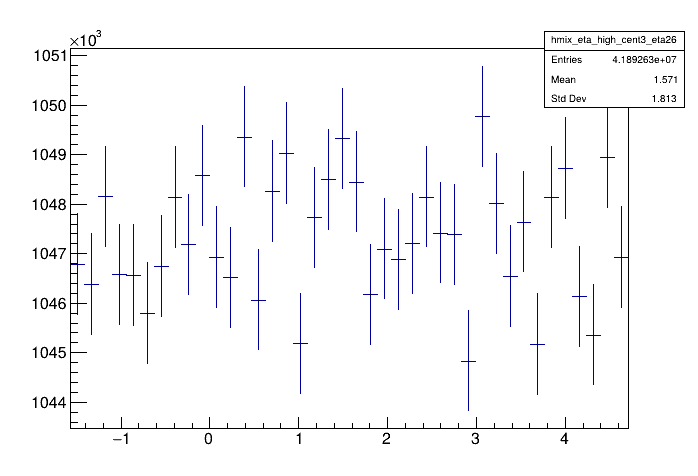 ×10³
hmix_eta_high_cent3_eta26
Entries 4.189263e+07
Mean 1.571
Std Dev 1.813
1051
1050
1049
1048
1047
1046
1045
1044
−1 0 1 2 3 4